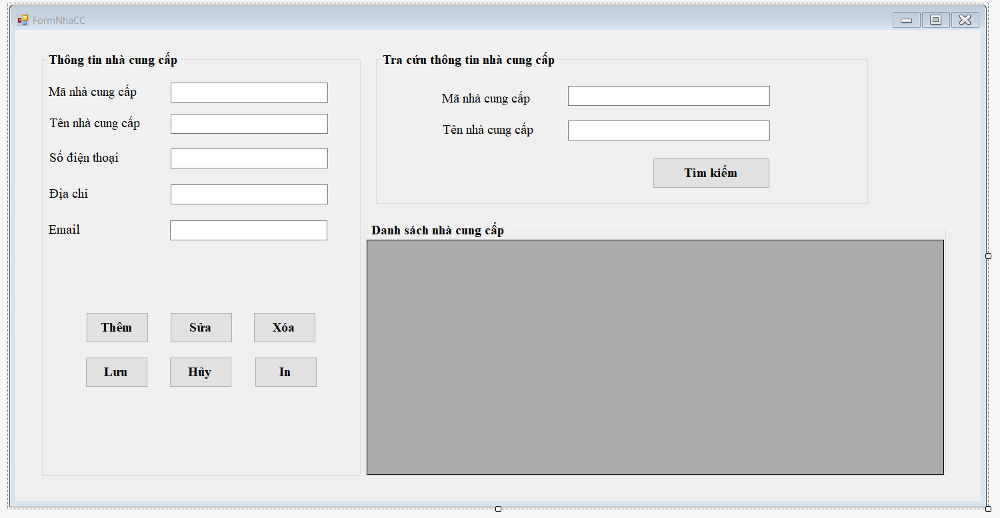 FormNhaCC
Thông tin nhà cung cấp
Mã nhà cung cấp
Tên nhà cung cấp
Số điện thoại
Địa chỉ
Email
Thêm
Sửa
Xóa
Lưu
Hủy
In
Tra cứu thông tin nhà cung cấp
Mã nhà cung cấp
Tên nhà cung cấp
Tìm kiếm
Danh sách nhà cung cấp